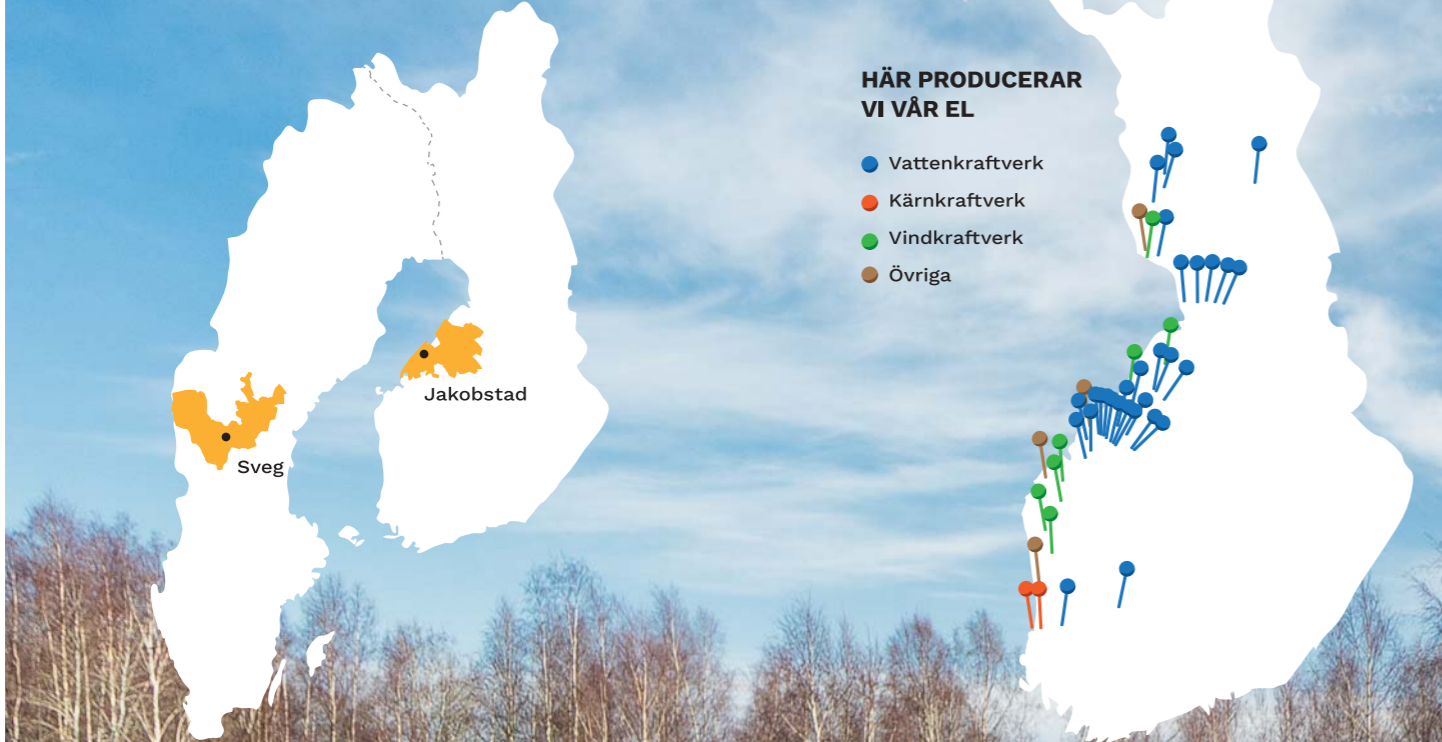 HÄR PRODUCERAR
VI VÅR EL
Vattenkraftverk
Kärnkraftverk
Vindkraftverk
Övriga
Jakobstad
Sveg